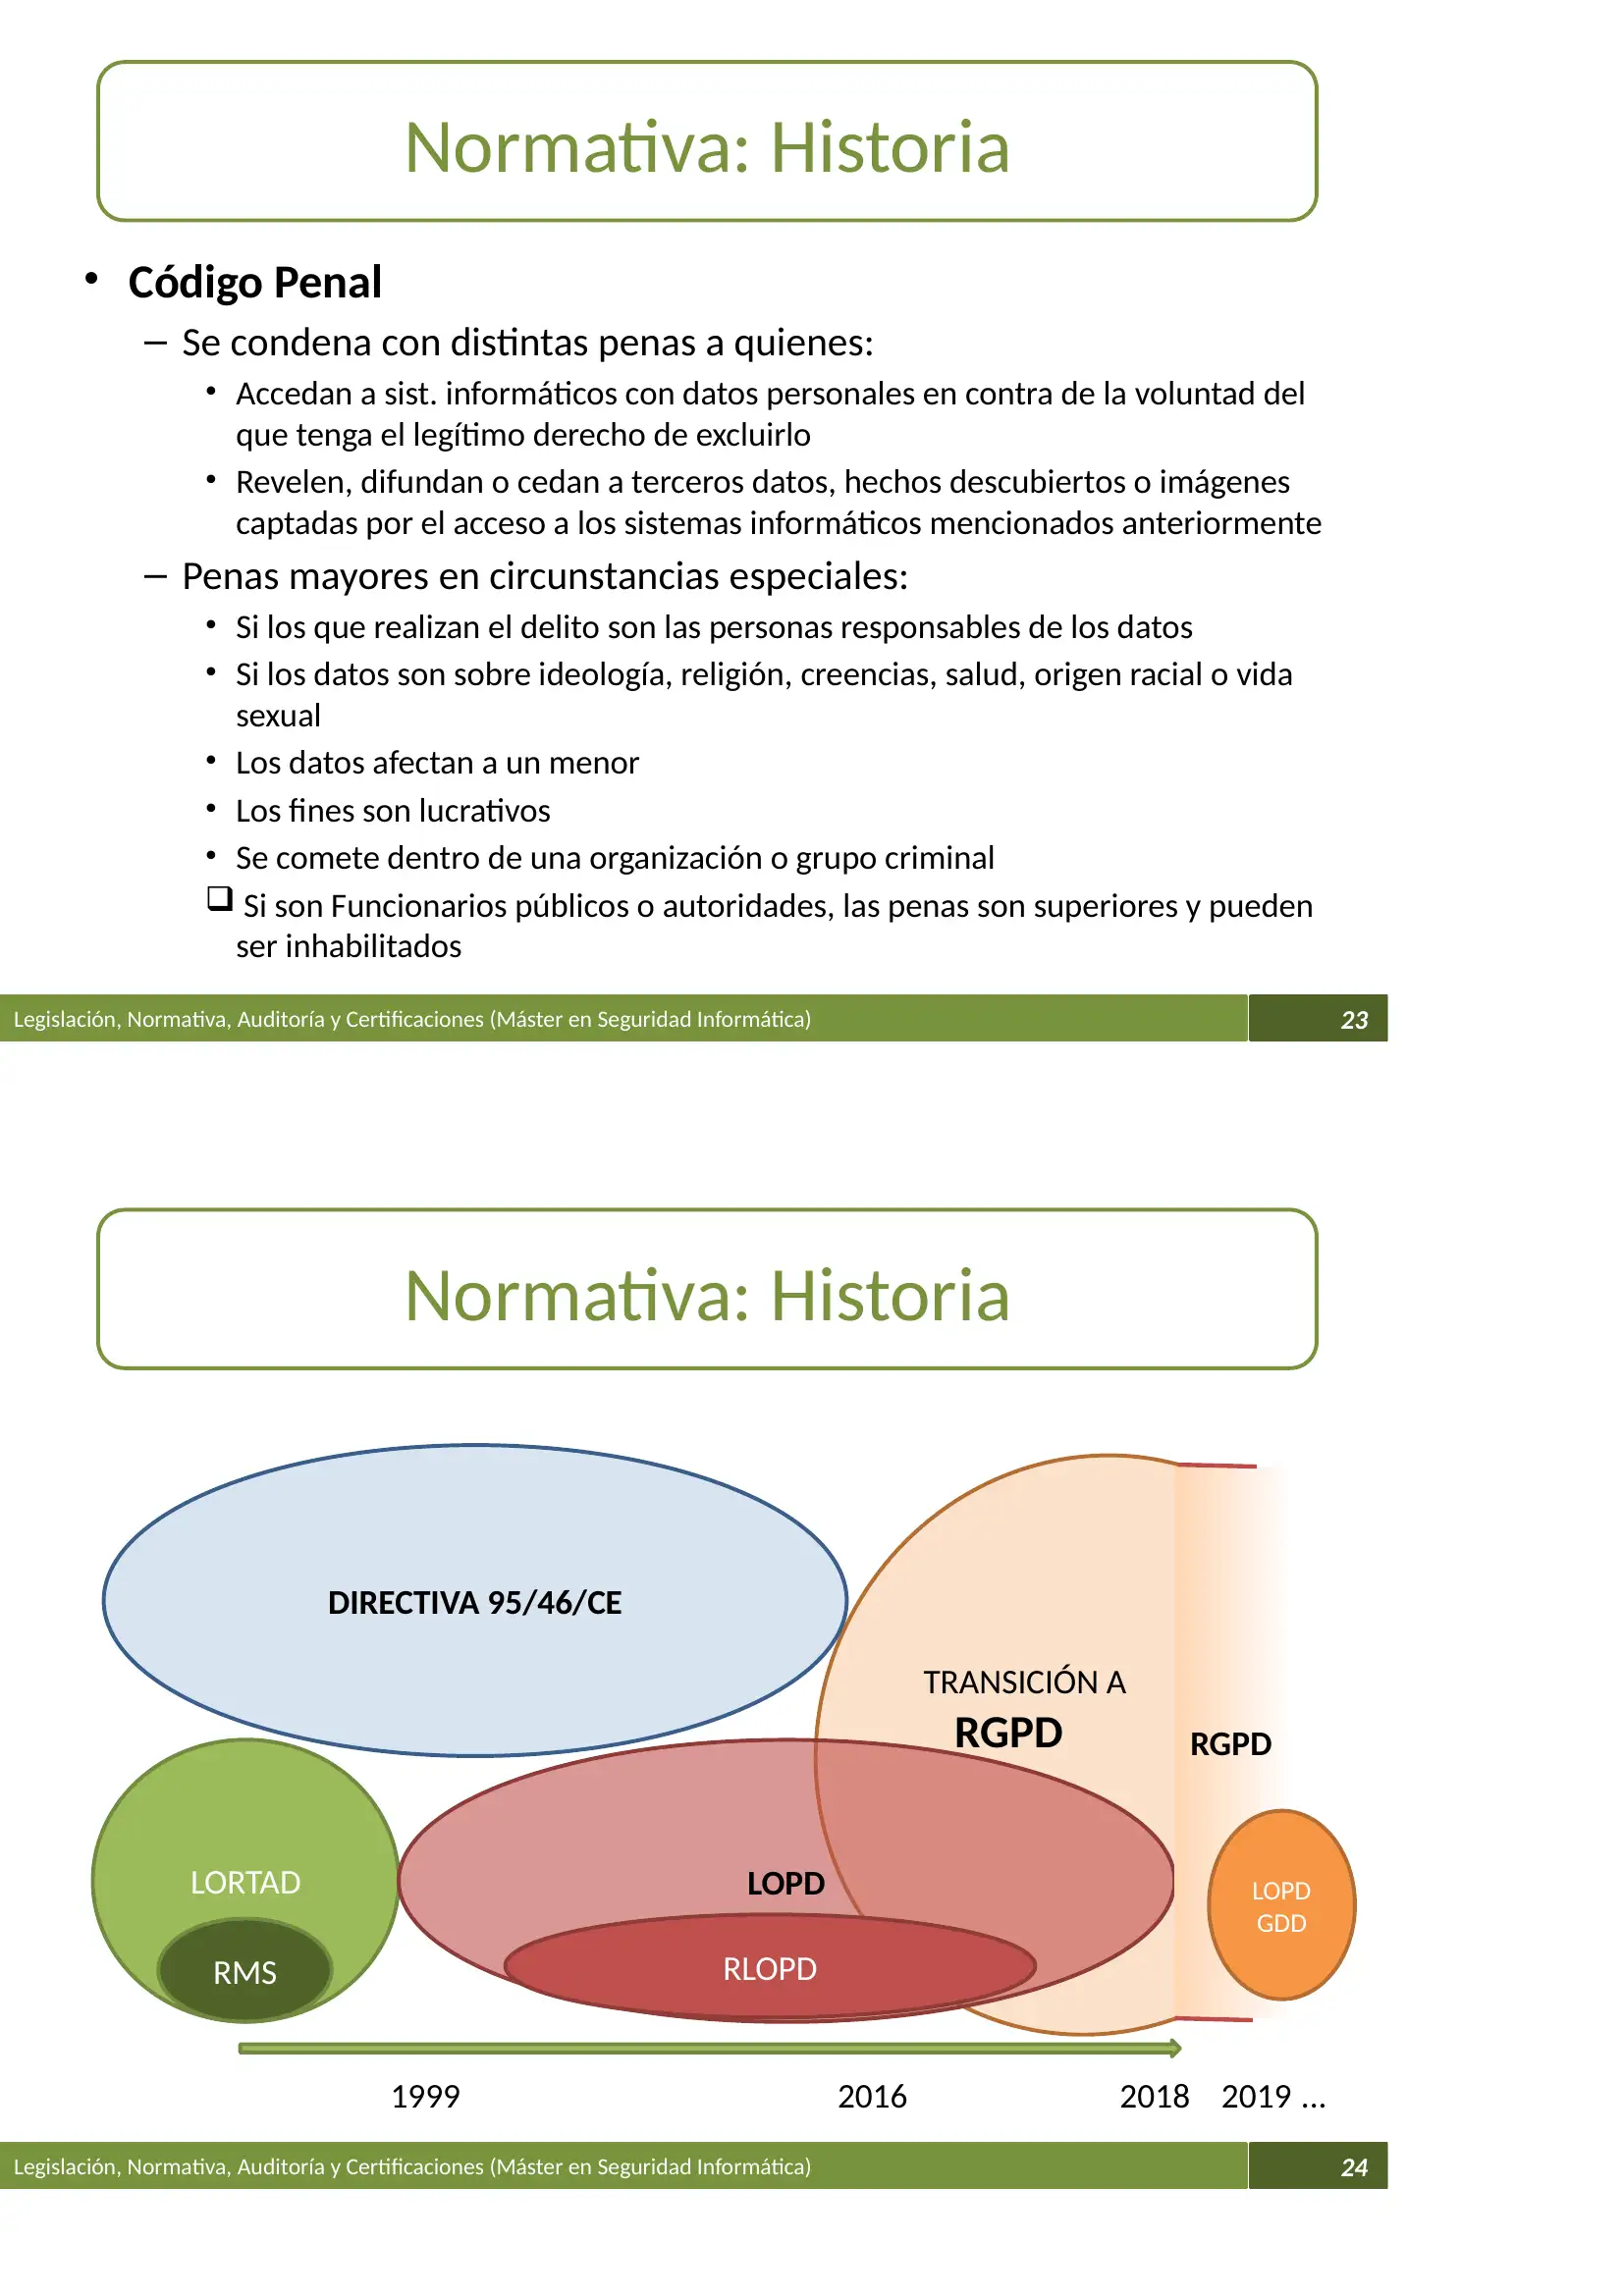 Normativa: Historia
• Código Penal
– Se condena con distintas penas a quienes:
• Accedan a sist. informáticos con datos personales en contra de la voluntad del
que tenga el legítimo derecho de excluirlo
• Revelen, difundan o cedan a terceros datos, hechos descubiertos o imágenes
captadas por el acceso a los sistemas informáticos mencionados anteriormente
– Penas mayores en circunstancias especiales:
• Si los que realizan el delito son las personas responsables de los datos
• Si los datos son sobre ideología, religión, creencias, salud, origen racial o vida
sexual
• Los datos afectan a un menor
• Los fines son lucrativos
• Se comete dentro de una organización o grupo criminal
❑ Si son Funcionarios públicos o autoridades, las penas son superiores y pueden
ser inhabilitados
Legislación, Normativa, Auditoría y Certificaciones (Máster en Seguridad Informática)
23
Normativa: Historia
DIRECTIVA 95/46/CE
TRANSICIÓN A
RGPD
RGPD
LORTAD
LOPD
LOPD
GDD
RMS
RLOPD
1999
2016
2018
2019 ...
Legislación, Normativa, Auditoría y Certificaciones (Máster en Seguridad Informática)
24